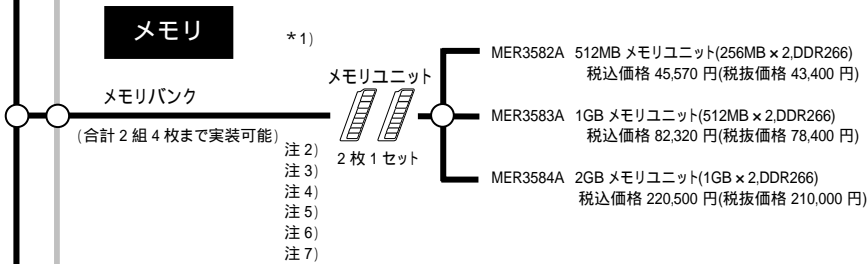 メモリ
*1)
メモリバンク
(合計2組4枚まで実装可能)
注2)
注3)
注4)
注5)
注6)
注7)
メモリユニット
2枚1セット
MER3582A 512MB メモリユニット(256MB×2,DDR266)
税込価格 45,570 円(税抜価格 43,400 円)
MER3583A 1GB メモリユニット(512MB×2,DDR266)
税込価格 82,320 円(税抜価格 78,400 円)
MER3584A 2GB メモリユニット(1GB×2,DDR266)
税込価格 220,500 円(税抜価格 210,000 円)